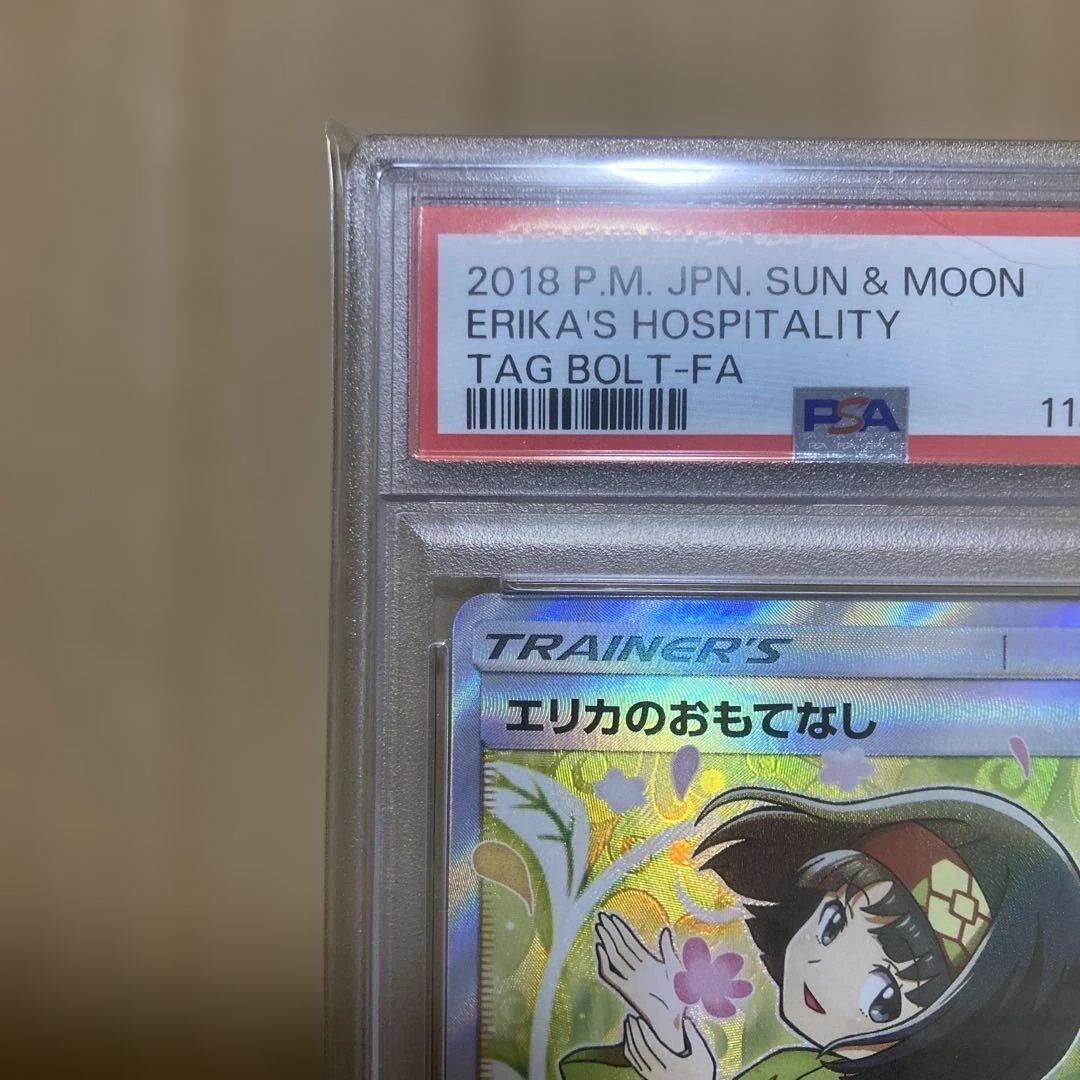 2018 P.M. JPN. SUN & MOON
ERIKA'S HOSPITALITY
TAG BOLT-FA
PSA
11
TRAINER'S
エリカのおもてなし